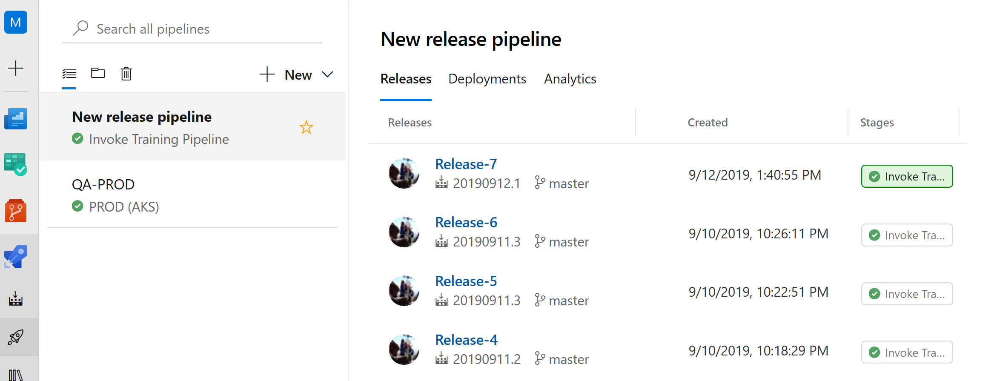 M
Search all pipelines
New
New release pipeline
Invoke Training Pipeline
QA-PROD
PROD (AKS)
New release pipeline
Releases Deployments Analytics
Releases Created Stages
Release-7
20190912.1 master 9/12/2019, 1:40:55 PM Invoke Tra...
Release-6
20190911.3 master 9/10/2019, 10:26:11 PM Invoke Tra...
Release-5
20190911.3 master 9/10/2019, 10:22:51 PM Invoke Tra...
Release-4
20190911.2 master 9/10/2019, 10:18:29 PM Invoke Tra...